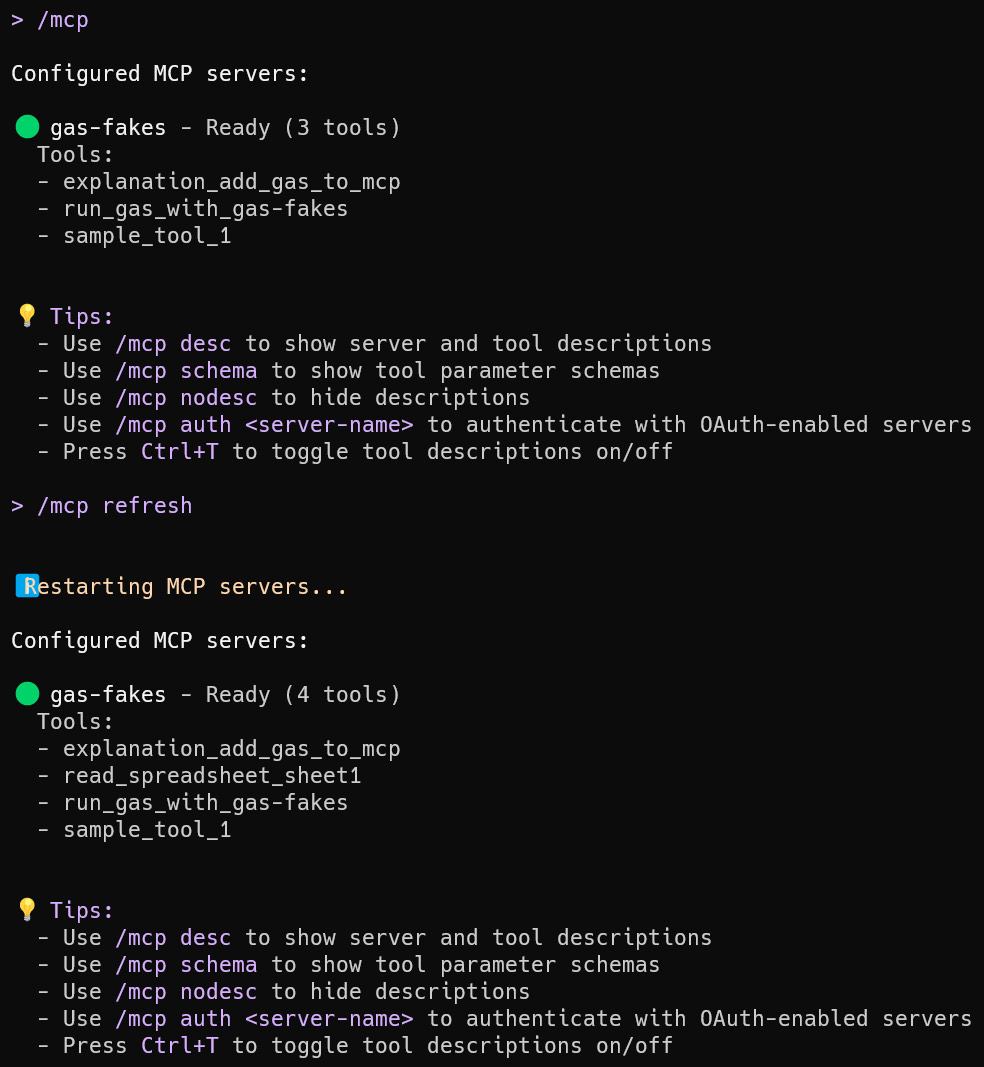 > /mcp
Configured MCP servers:
🟢 gas-fakes - Ready (3 tools)
Tools:
- explanation_add_gas_to_mcp
- run_gas_with_gas-fakes
- sample_tool_1
💡 Tips:
- Use /mcp desc to show server and tool descriptions
- Use /mcp schema to show tool parameter schemas
- Use /mcp nodesc to hide descriptions
- Use /mcp auth <server-name> to authenticate with OAuth-enabled servers
- Press Ctrl+T to toggle tool descriptions on/off
> /mcp refresh
Restarting MCP servers...
Configured MCP servers:
🟢 gas-fakes - Ready (4 tools)
Tools:
- explanation_add_gas_to_mcp
- read_spreadsheet_sheet1
- run_gas_with_gas-fakes
- sample_tool_1
💡 Tips:
- Use /mcp desc to show server and tool descriptions
- Use /mcp schema to show tool parameter schemas
- Use /mcp nodesc to hide descriptions
- Use /mcp auth <server-name> to authenticate with OAuth-enabled servers
- Press Ctrl+T to toggle tool descriptions on/off